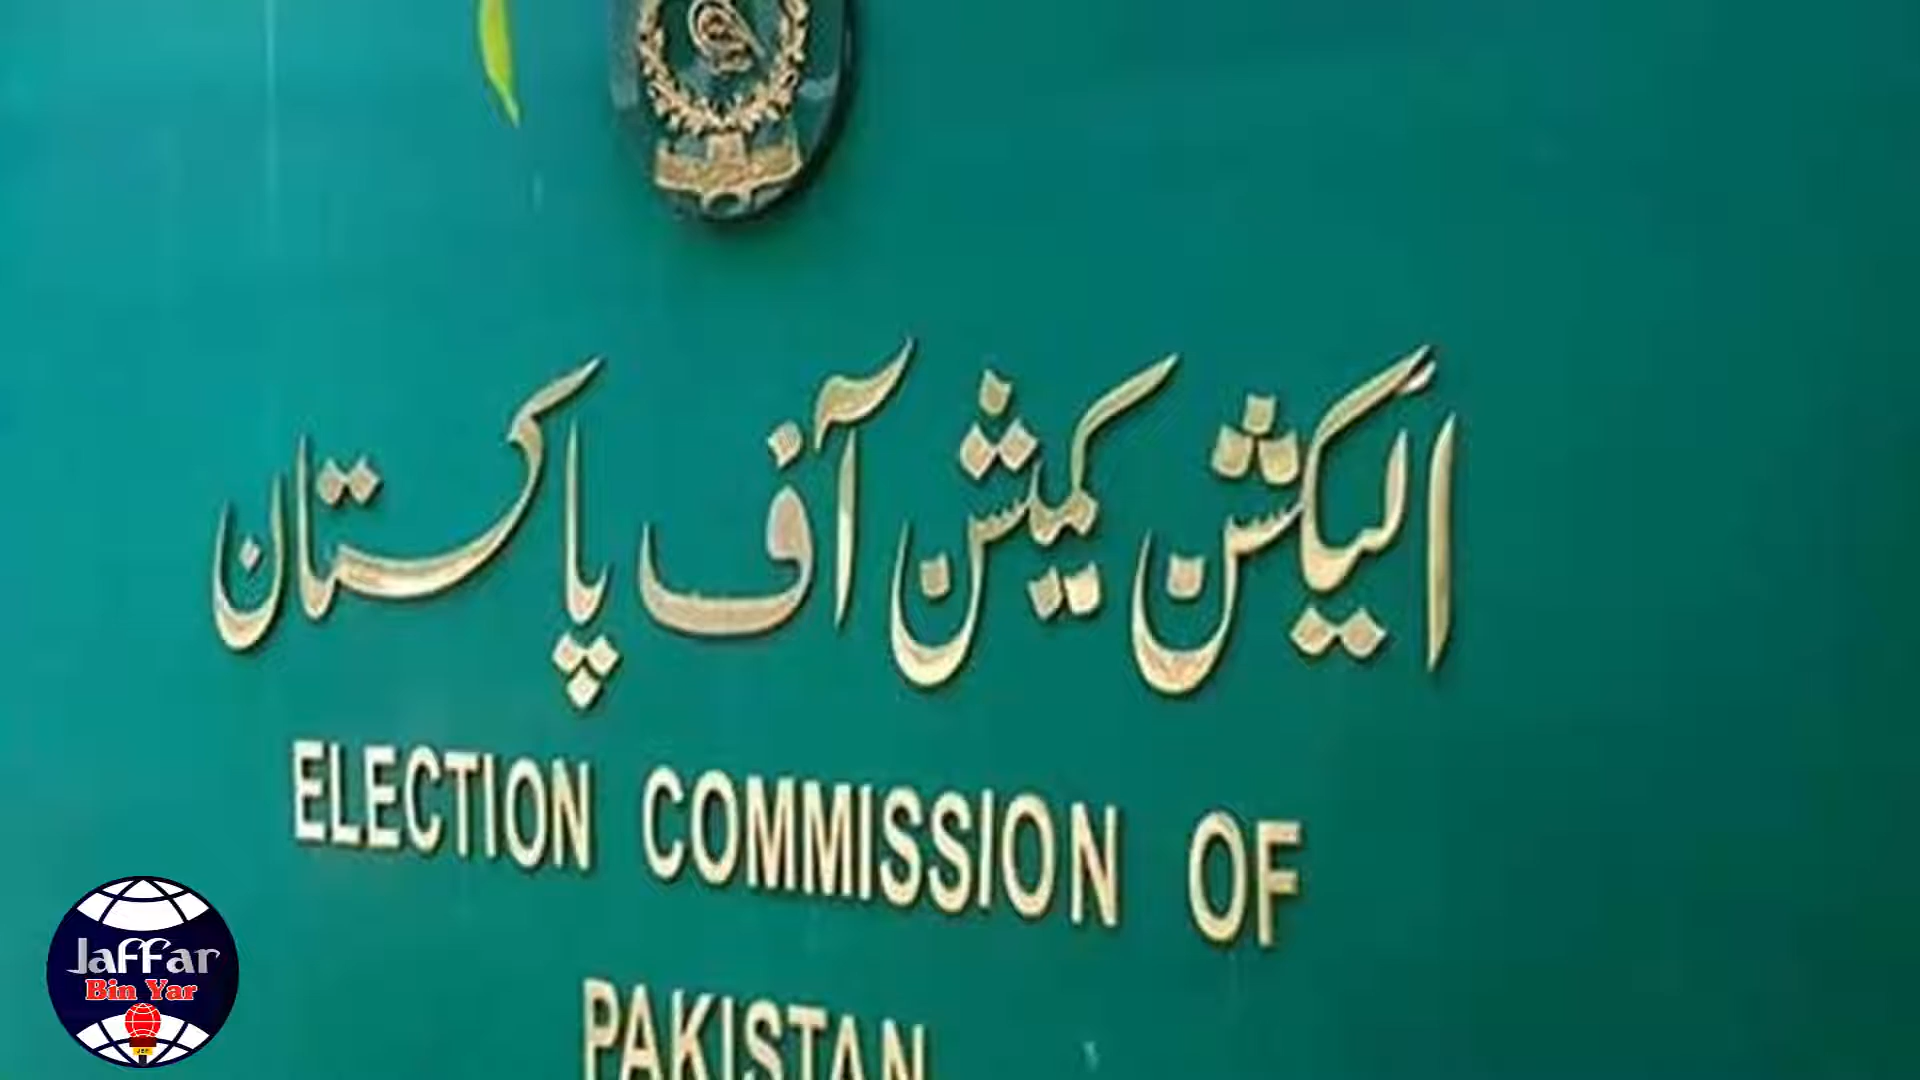 الیکشن کمیشن آف پاکستان
ELECTION COMMISSION OF
PAKISTAN
Jaffar
Bin Yar